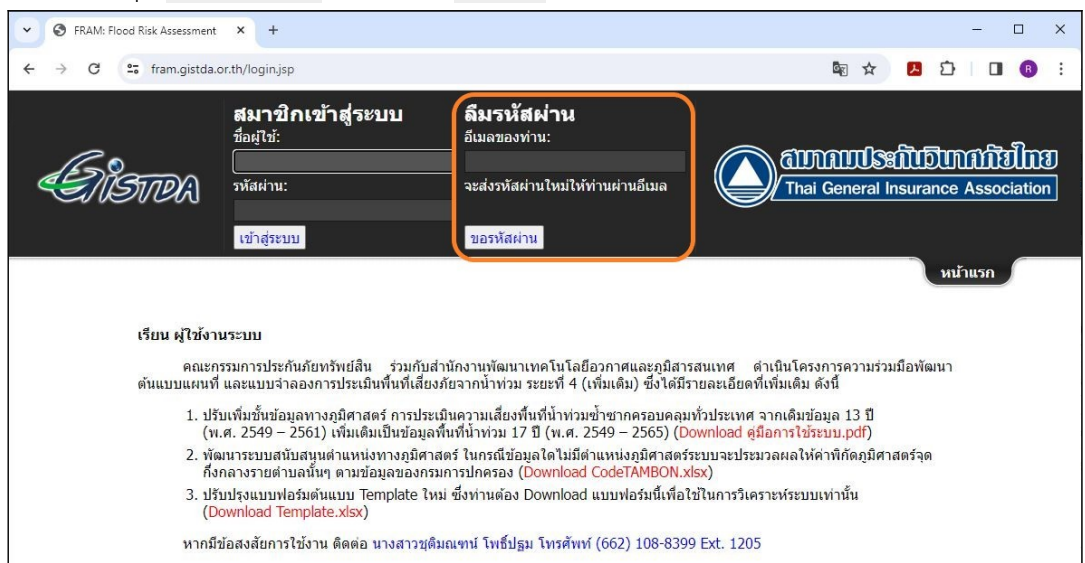 FRAM: Flood Risk Assessment
fram.gistda.or.th/login.jsp
R
GISTDA
สมาชิกเข้าสู่ระบบ
ชื่อผู้ใช้:
รหัสผ่าน:
เข้าสู่ระบบ
ลืมรหัสผ่าน
อีเมลของท่าน:
จะส่งรหัสผ่านใหม่ให้ท่านผ่านอีเมล
ขอรหัสผ่าน
สมาคมประกันวินาศภัยไทย
Thai General Insurance Association
หน้าแรก
เรียน ผู้ใช้งานระบบ
คณะกรรมการประกันภัยทรัพย์สิน ร่วมกับสำนักงานพัฒนาเทคโนโลยีอวกาศและภูมิสารสนเทศ ดำเนินโครงการความร่วมมือพัฒนา
ต้นแบบแผนที่ และแบบจำลองการประเมินพื้นที่เสี่ยงภัยจากน้ำท่วม ระยะที่ 4 (เพิ่มเติม) ซึ่งได้มีรายละเอียดที่เพิ่มเติม ดังนี้
1. ปรับเพิ่มชั้นข้อมูลทางภูมิศาสตร์ การประเมินความเสี่ยงพื้นที่น้ำท่วมซ้ำซากครอบคลุมทั่วประเทศ จากเดิมข้อมูล 13 ปี
(พ.ศ. 2549 – 2561) เพิ่มเติมเป็นข้อมูลพื้นที่น้ำท่วม 17 ปี (พ.ศ. 2549 – 2565) (Download คู่มือการใช้ระบบ.pdf)
2. พัฒนาระบบสนับสนุนตำแหน่งทางภูมิศาสตร์ ในกรณีข้อมูลใดไม่มีตำแหน่งภูมิศาสตร์ระบบจะประมวลผลให้ค่าพิกัดภูมิศาสตร์จุด
กึ่งกลางรายตำบลนั้นๆ ตามข้อมูลของกรมการปกครอง (Download CodeTAMBON.xlsx)
3. ปรับปรุงแบบฟอร์มต้นแบบ Template ใหม่ ซึ่งท่านต้อง Download แบบฟอร์มนี้เพื่อใช้ในการวิเคราะห์ระบบเท่านั้น
(Download Template.xlsx)
หากมีข้อสงสัยการใช้งาน ติดต่อ นางสาวชุติมณฑน์ โพธิ์ปฐม โทรศัพท์ (662) 108-8399 Ext. 1205